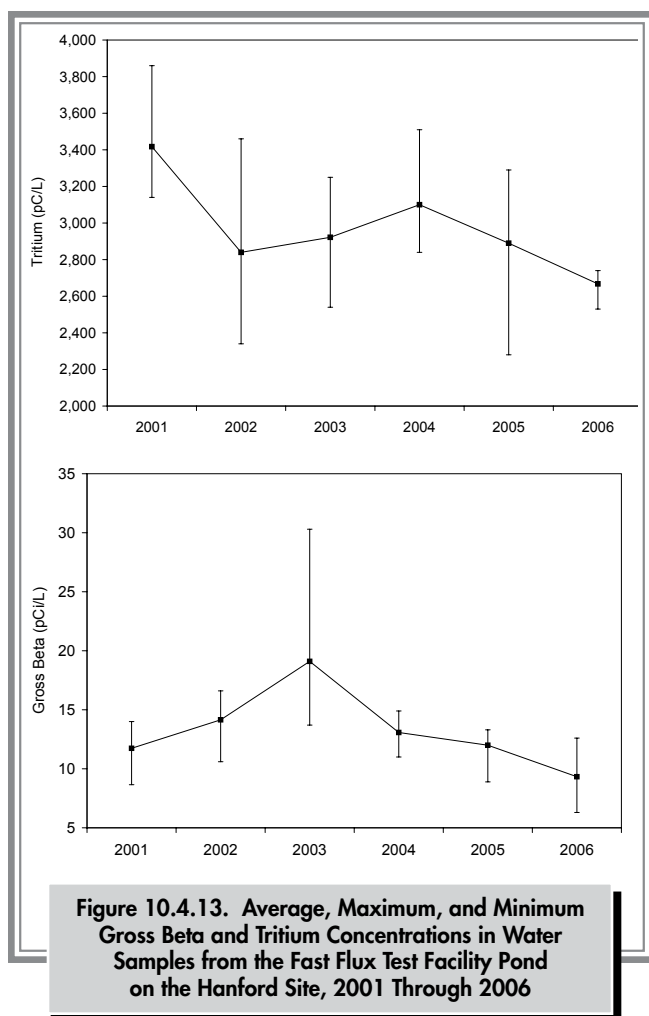 4,000
3,800
3,600
3,400
3,200
3,000
2,800
2,600
2,400
2,200
2,000
Tritium (pC/L)
2001 2002 2003 2004 2005 2006
35
30
25
20
15
10
5
Gross Beta (pCi/L)
2001 2002 2003 2004 2005 2006
Figure 10.4.13. Average, Maximum, and Minimum
Gross Beta and Tritium Concentrations in Water
Samples from the Fast Flux Test Facility Pond
on the Hanford Site, 2001 Through 2006